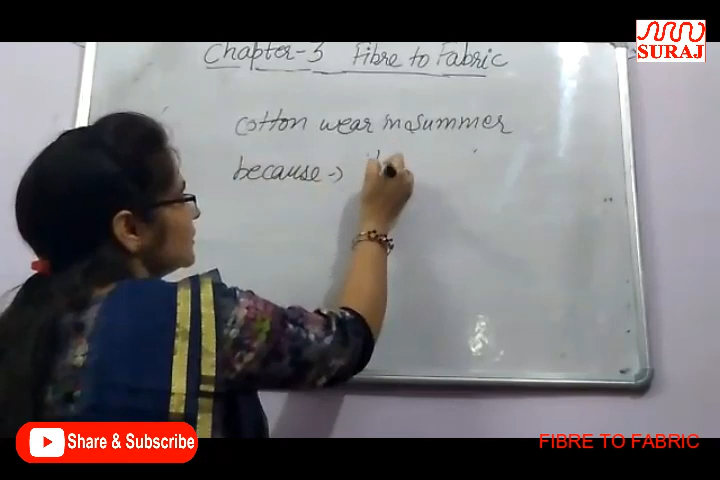 SURAJ
Chapter-3 Fibre to Fabric
cotton wear in summer
because →
Share & Subscribe
FIBRE TO FABRIC